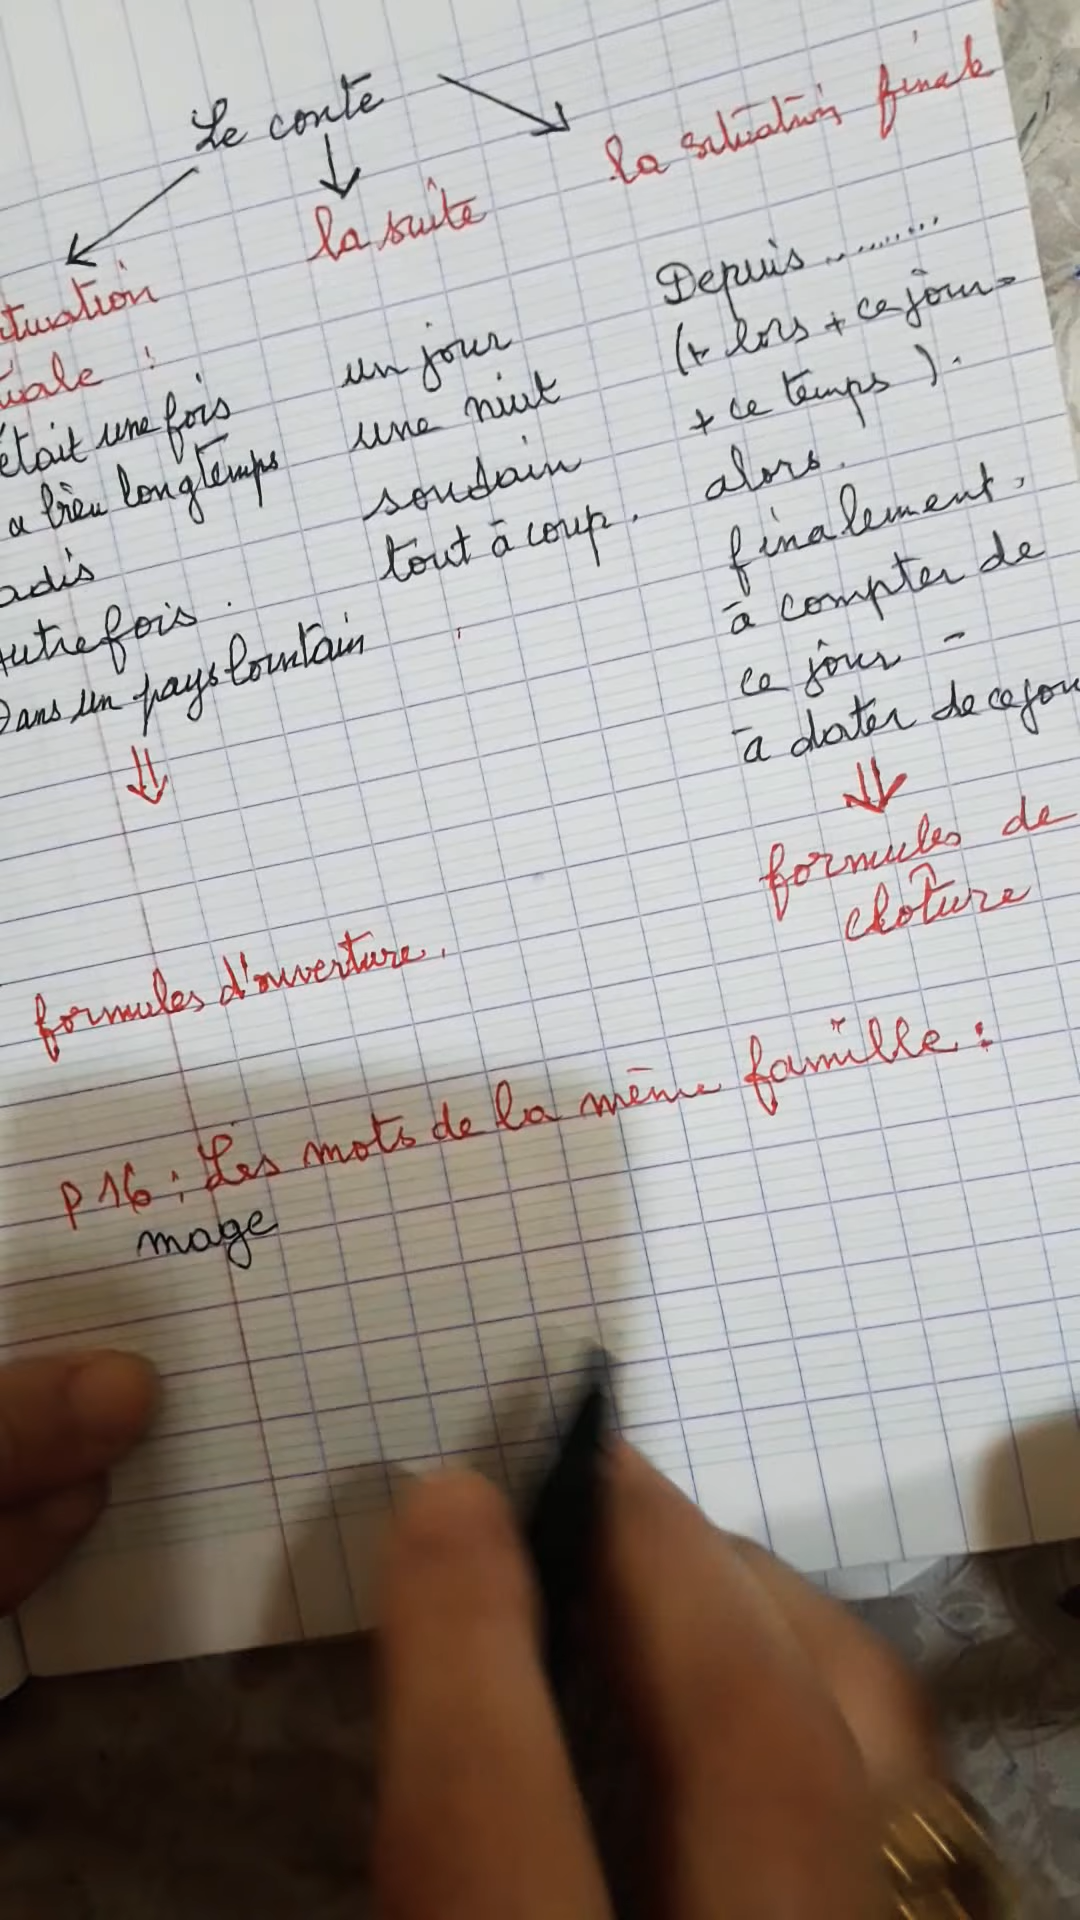 Le conte
la suite
la situation finale
tuation
iale :
était une fois
a bien longtemps
adis
utrefois.
Dans un pays lointain
formules d'ouverture.
un jour
une nuit
soudain
tout à coup.
Depuis ..........
(+ lors + ce jour
+ ce temps ).
alors.
finalement.
à compter de
ce jour -
à dater de ce jou
formules de
clôture
p 16 : Les mots de la même famille :
mage